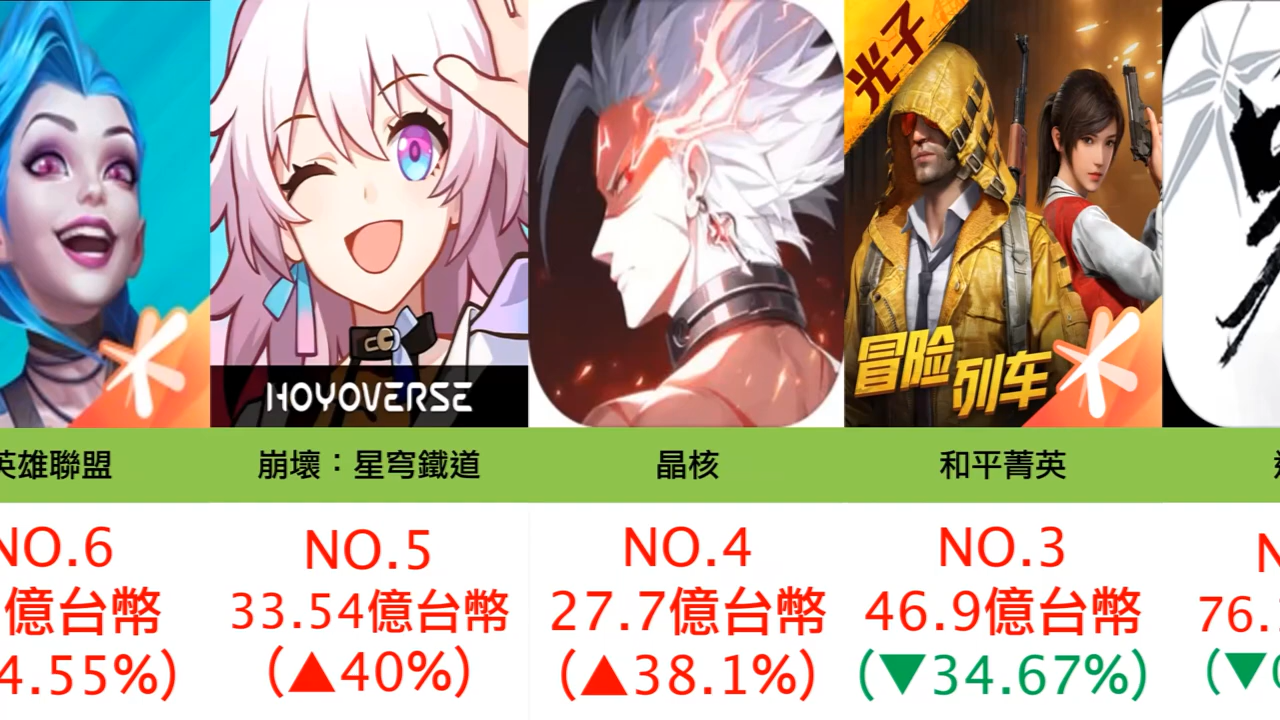 光子
冒险
列车
HOYOVERSE
英雄聯盟
崩壞：星穹鐵道
晶核
和平菁英
NO.6
億台幣
4.55%)
NO.5
33.54億台幣
(▲40%)
NO.4
27.7億台幣
(▲38.1%)
NO.3
46.9億台幣
(▼34.67%)
N
76.
(▼